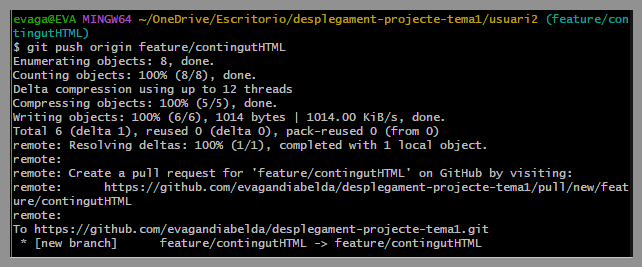 evaga@EVA MINGW64 ~/OneDrive/Escritorio/desplegament-projecte-tema1/usuari2 (feature/con
tingutHTML)
$ git push origin feature/contingutHTML
Enumerating objects: 8, done.
Counting objects: 100% (8/8), done.
Delta compression using up to 12 threads
Compressing objects: 100% (5/5), done.
Writing objects: 100% (6/6), 1014 bytes | 1014.00 KiB/s, done.
Total 6 (delta 1), reused 0 (delta 0), pack-reused 0 (from 0)
remote: Resolving deltas: 100% (1/1), completed with 1 local object.
remote:
remote: Create a pull request for 'feature/contingutHTML' on GitHub by visiting:
remote:      https://github.com/evagandiabelda/desplegament-projecte-tema1/pull/new/feat
ure/contingutHTML
remote:
To https://github.com/evagandiabelda/desplegament-projecte-tema1.git
 * [new branch]      feature/contingutHTML -> feature/contingutHTML